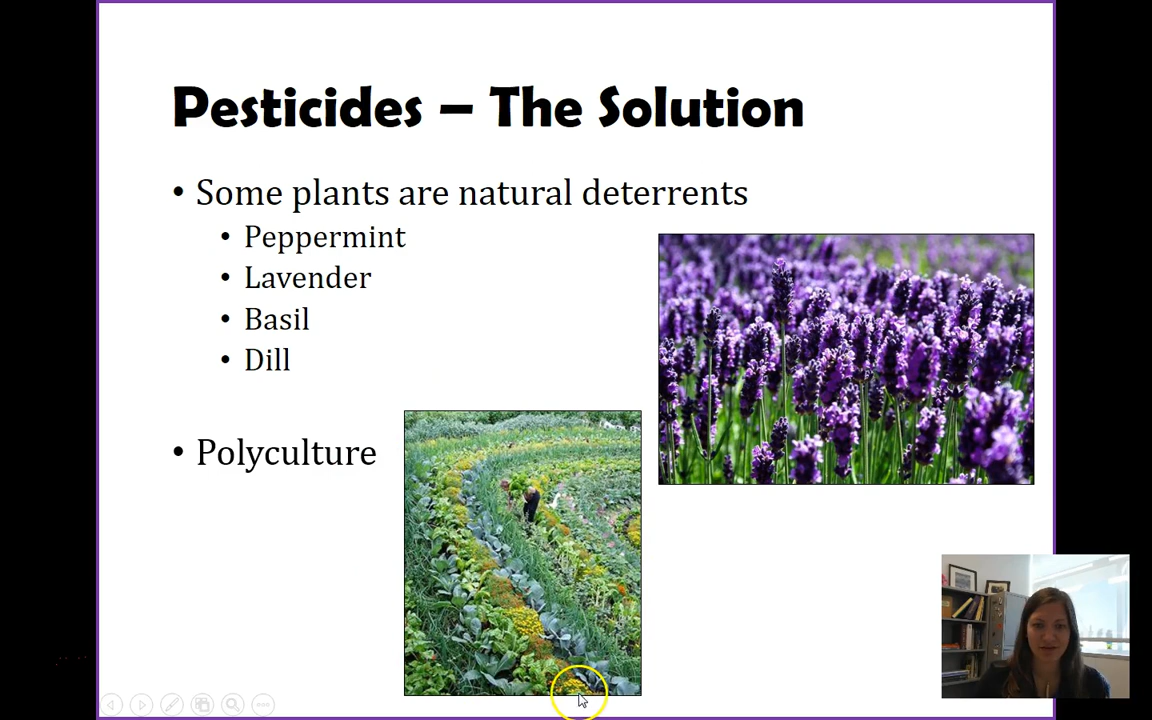 Pesticides – The Solution
• Some plants are natural deterrents
• Peppermint
• Lavender
• Basil
• Dill
• Polyculture